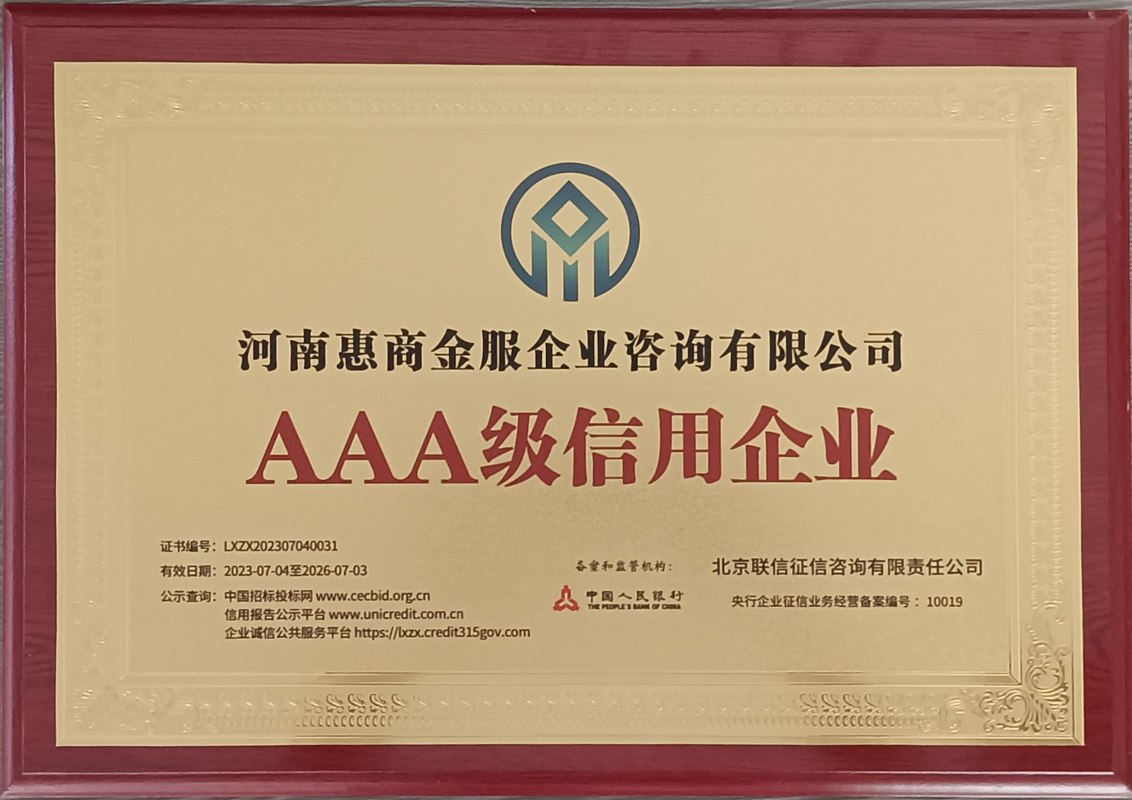 河南惠商金服企业咨询有限公司
AAA级信用企业
证书编号：LXZX202307040031
有效日期：2023-07-04至2026-07-03
公示查询：中国招标投标网 www.cecbid.org.cn
信用报告公示平台 www.unicredit.com.cn
企业诚信公共服务平台 https://lxzx.credit315gov.com
备案和监管机构：
中国人民银行
THE PEOPLE'S BANK OF CHINA
北京联信征信咨询有限责任公司
央行企业征信业务经营备案编号：10019